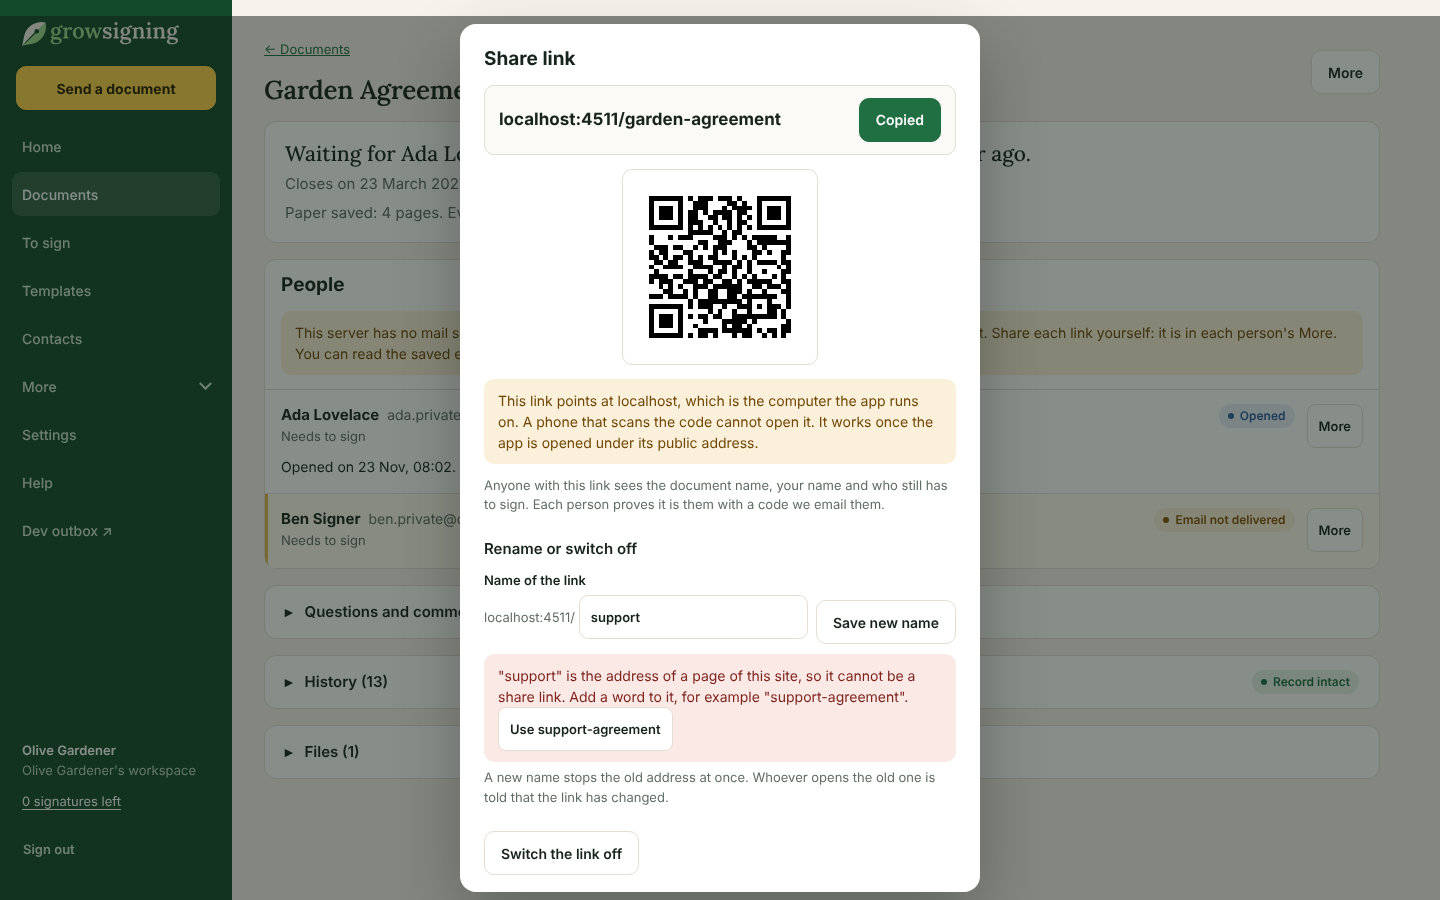 growsigning
Send a document
Home
Documents
To sign
Templates
Contacts
More
Settings
Help
Dev outbox ↗
Olive Gardener
Olive Gardener's workspace
0 signatures left
Sign out
← Documents
Garden Agreeme
More
Waiting for Ada Lo
r ago.
Closes on 23 March 202
Paper saved: 4 pages. Ev
People
This server has no mail s
t. Share each link yourself: it is in each person's More.
You can read the saved e
Ada Lovelace ada.private
Opened
More
Needs to sign
Opened on 23 Nov, 08:02.
Ben Signer ben.private@
Email not delivered
More
Needs to sign
Questions and comme
History (13)
Record intact
Files (1)
Share link
localhost:4511/garden-agreement
Copied
This link points at localhost, which is the computer the app runs
on. A phone that scans the code cannot open it. It works once the
app is opened under its public address.
Anyone with this link sees the document name, your name and who still has
to sign. Each person proves it is them with a code we email them.
Rename or switch off
Name of the link
localhost:4511/ support
Save new name
"support" is the address of a page of this site, so it cannot be a
share link. Add a word to it, for example "support-agreement".
Use support-agreement
A new name stops the old address at once. Whoever opens the old one is
told that the link has changed.
Switch the link off